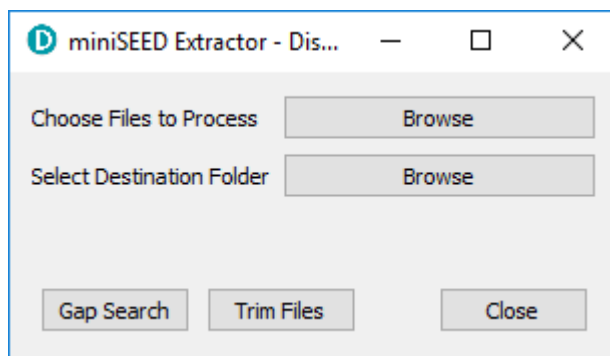 D miniSEED Extractor - Dis...
Choose Files to Process Browse
Select Destination Folder Browse
Gap Search Trim Files Close